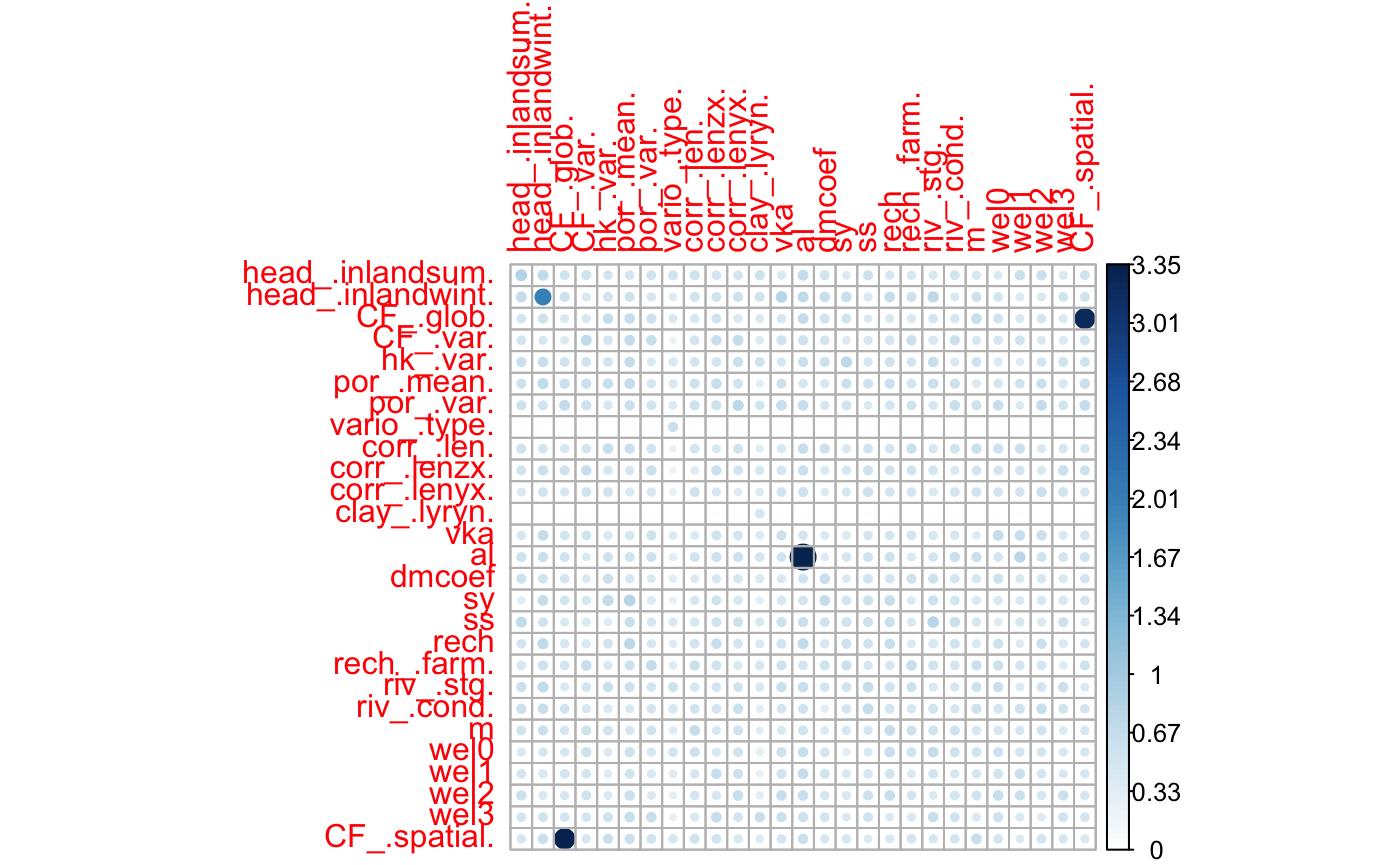 head_.inlandsum.
head_.inlandwint.
CF_.glob.
CF_.var.
hk_.var.
por_.mean.
por_.var.
vario_.type.
corr_.len.
corr_.lenzx.
corr_.lenyx.
clay_.lyryn.
vka
al
dmcoef
sy
ss
rech
rech_.farm.
riv_.stg.
riv_.cond.
m
wel0
wel1
wel2
wel3
CF_.spatial.
head_.inlandsum.
head_.inlandwint.
CF_.glob.
CF_.var.
hk_.var.
por_.mean.
por_.var.
vario_.type.
corr_.len.
corr_.lenzx.
corr_.lenyx.
clay_.lyryn.
vka
al
dmcoef
sy
ss
rech
rech_.farm.
riv_.stg.
riv_.cond.
m
wel0
wel1
wel2
wel3
CF_.spatial.
3.35
3.01
2.68
2.34
2.01
1.67
1.34
1
0.67
0.33
0